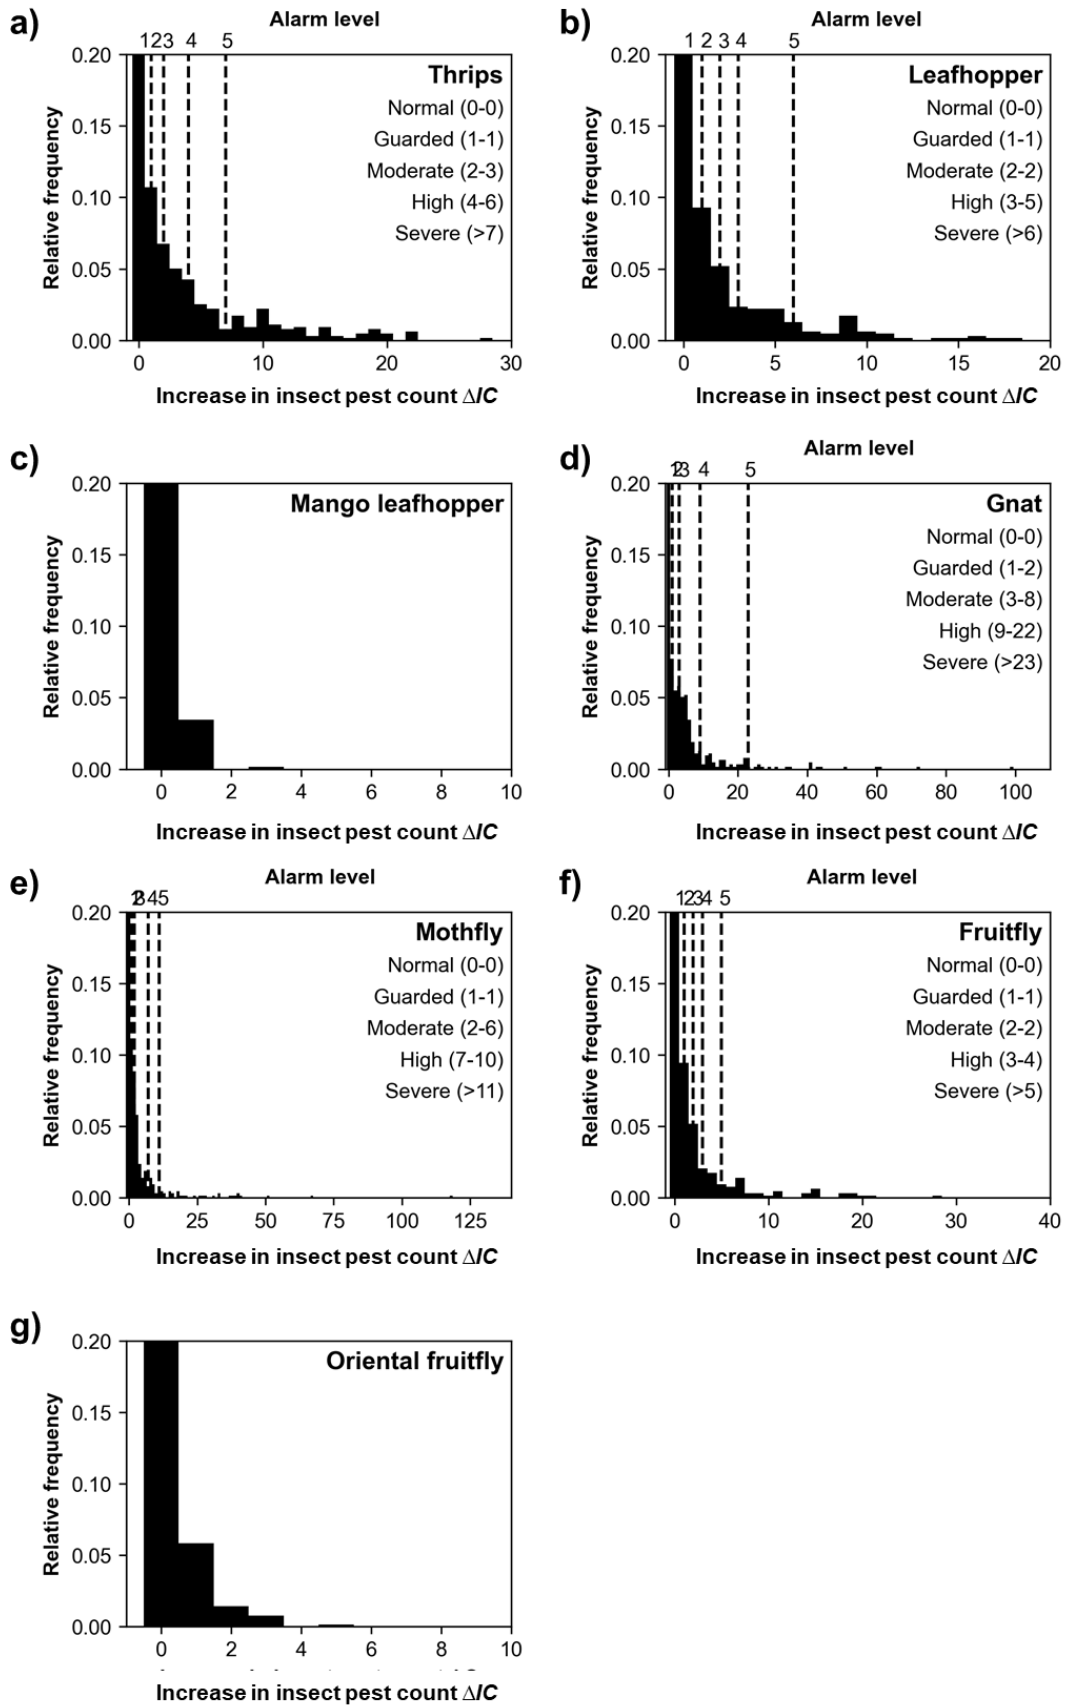 a)
Alarm level
1 2 3 4 5
0.20
0.15
0.10
0.05
0.00
Relative frequency
Thrips
Normal (0-0)
Guarded (1-1)
Moderate (2-3)
High (4-6)
Severe (>7)
0 10 20 30
Increase in insect pest count ΔIC
b)
Alarm level
1 2 3 4 5
0.20
0.15
0.10
0.05
0.00
Relative frequency
Leafhopper
Normal (0-0)
Guarded (1-1)
Moderate (2-2)
High (3-5)
Severe (>6)
0 5 10 15 20
Increase in insect pest count ΔIC
c)
0.20
0.15
0.10
0.05
0.00
Relative frequency
Mango leafhopper
0 2 4 6 8 10
Increase in insect pest count ΔIC
d)
Alarm level
1 2 3 4 5
0.20
0.15
0.10
0.05
0.00
Relative frequency
Gnat
Normal (0-0)
Guarded (1-2)
Moderate (3-8)
High (9-22)
Severe (>23)
0 20 40 60 80 100
Increase in insect pest count ΔIC
e)
Alarm level
1 2 3 4 5
0.20
0.15
0.10
0.05
0.00
Relative frequency
Mothfly
Normal (0-0)
Guarded (1-1)
Moderate (2-6)
High (7-10)
Severe (>11)
0 25 50 75 100 125
Increase in insect pest count ΔIC
f)
Alarm level
1 2 3 4 5
0.20
0.15
0.10
0.05
0.00
Relative frequency
Fruitfly
Normal (0-0)
Guarded (1-1)
Moderate (2-2)
High (3-4)
Severe (>5)
0 10 20 30 40
Increase in insect pest count ΔIC
g)
0.20
0.15
0.10
0.05
0.00
Relative frequency
Oriental fruitfly
0 2 4 6 8 10
Increase in insect pest count ΔIC